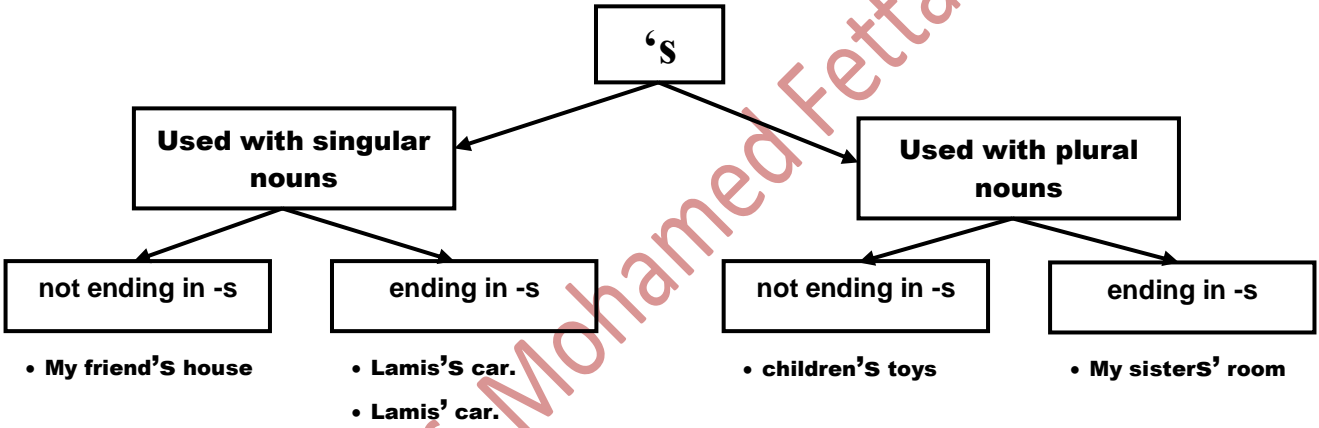 ‘s
Used with singular
nouns
Used with plural
nouns
not ending in -s
ending in -s
not ending in -s
ending in -s
• My friend’s house
• Lamis’s car.
• Lamis’ car.
• children’s toys
• My sisters’ room
Mohamed